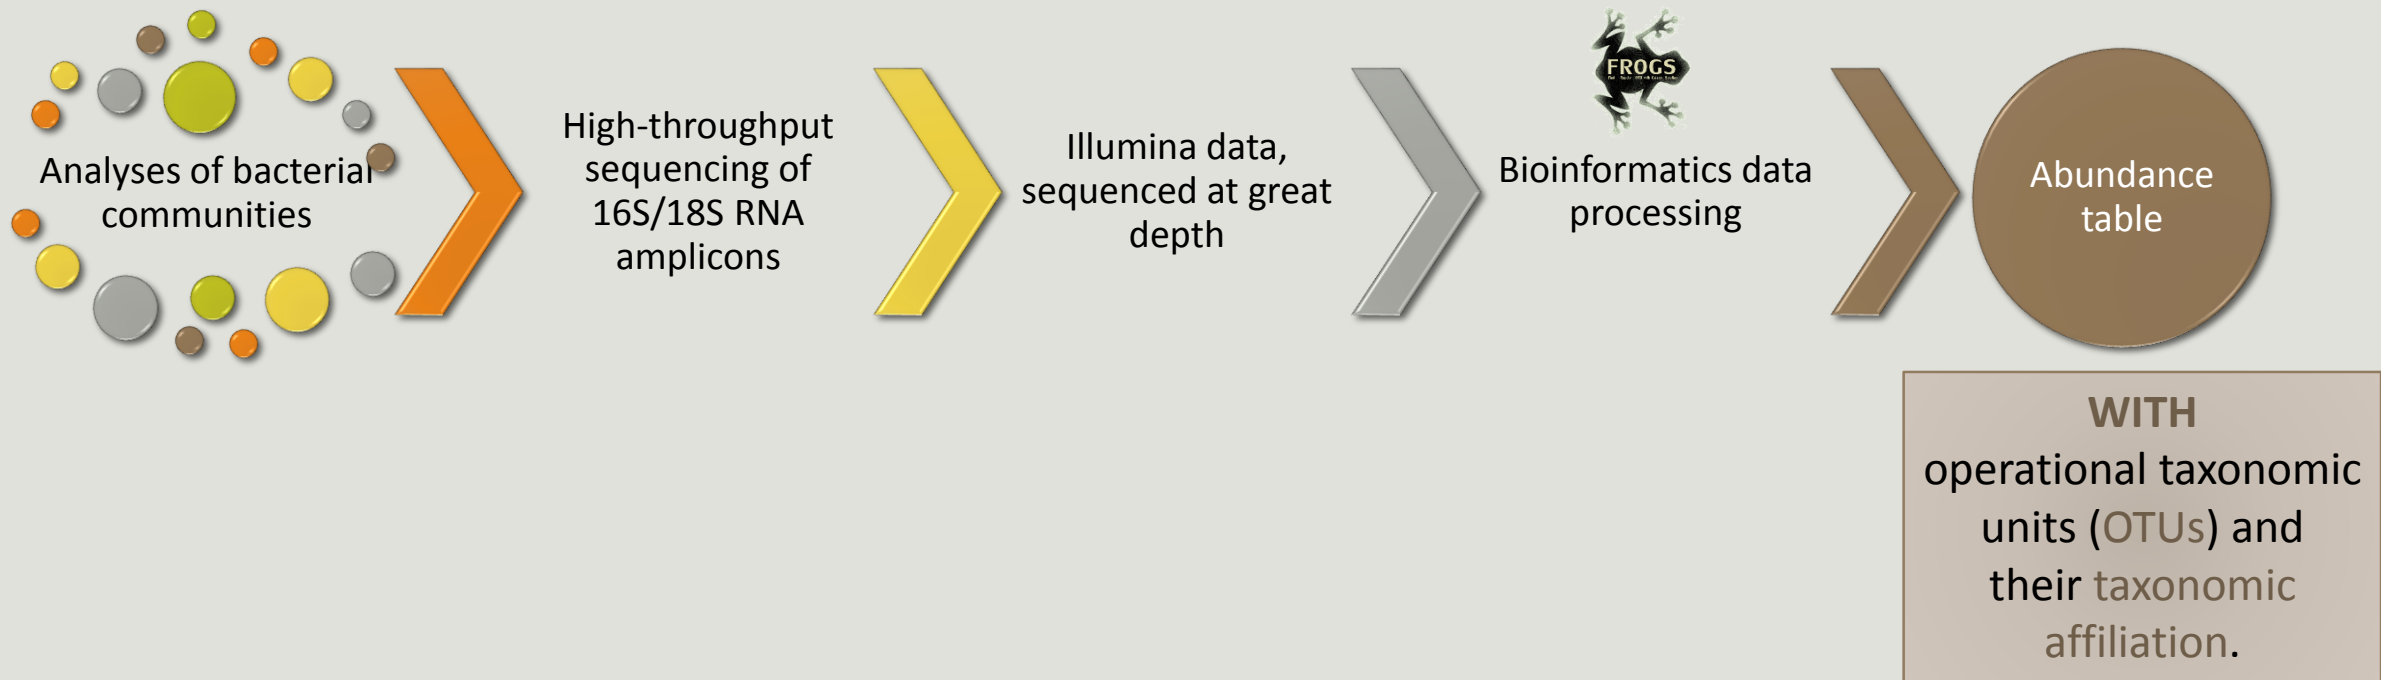 Analyses of bacterial
communities
High-throughput
sequencing of
16S/18S RNA
amplicons
Illumina data,
sequenced at great
depth
FROGS
Bioinformatics data
processing
Abundance
table
WITH
operational taxonomic
units (OTUs) and
their taxonomic
affiliation.